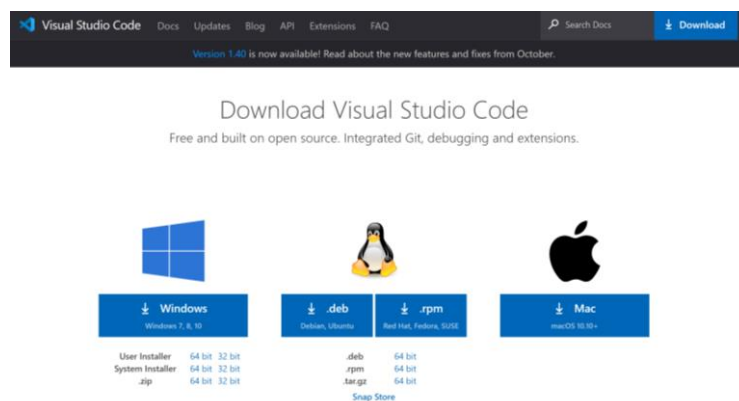 Visual Studio Code Docs Updates Blog API Extensions FAQ Search Docs Download
Version 1.40 is now available! Read about the new features and fixes from October.
Download Visual Studio Code
Free and built on open source. Integrated Git, debugging and extensions.
Windows
Windows 7, 8, 10
.deb
Debian, Ubuntu
.rpm
Red Hat, Fedora, SUSE
Mac
macOS 10.10+
User Installer 64 bit 32 bit
System Installer 64 bit 32 bit
.zip 64 bit 32 bit
.deb 64 bit
.rpm 64 bit
.tar.gz 64 bit
Snap Store